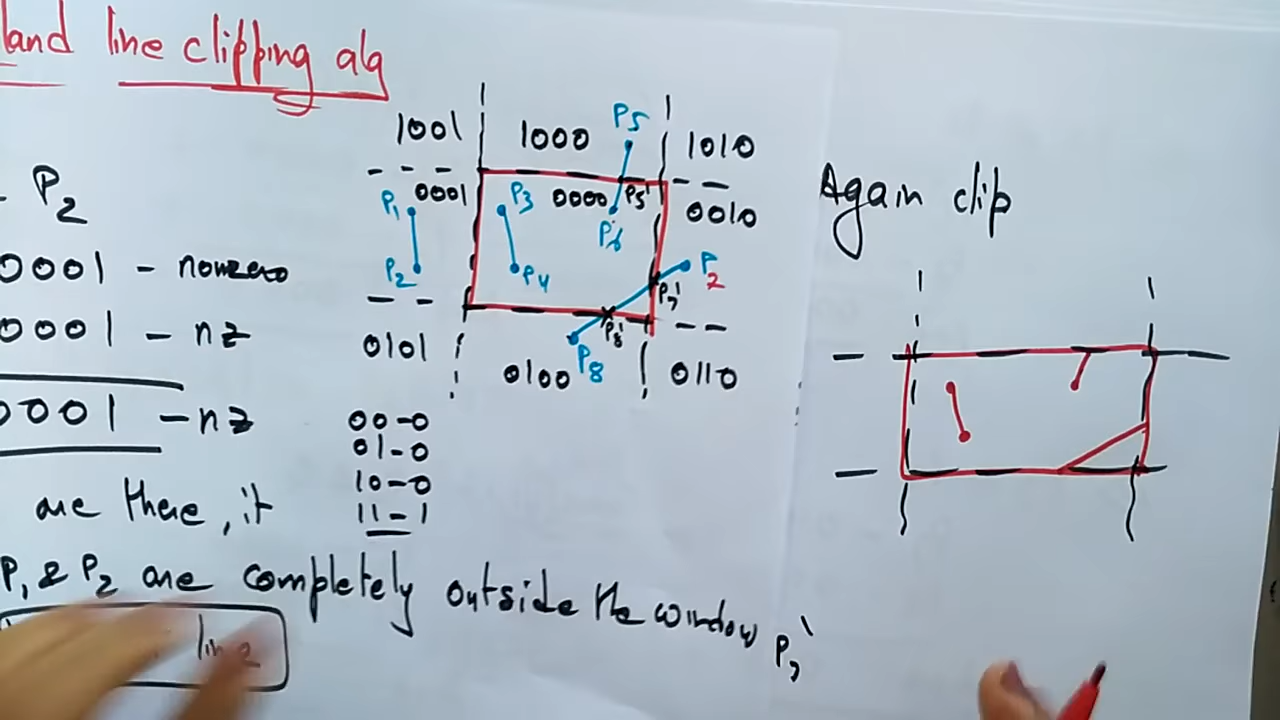 land line clipping alg
P2
0001 - nonzero
0001 - nz
0001 - nz
are there, it
P1 & P2 are completely outside the window
line
1001 1000 1010
P5
P1 0001 P3 0000 P5' 0010
P6
P2 P4 P7
P7'
0101 P8' P8 0100 0110
00-0
01-0
10-0
11-1
Again clip
P7'